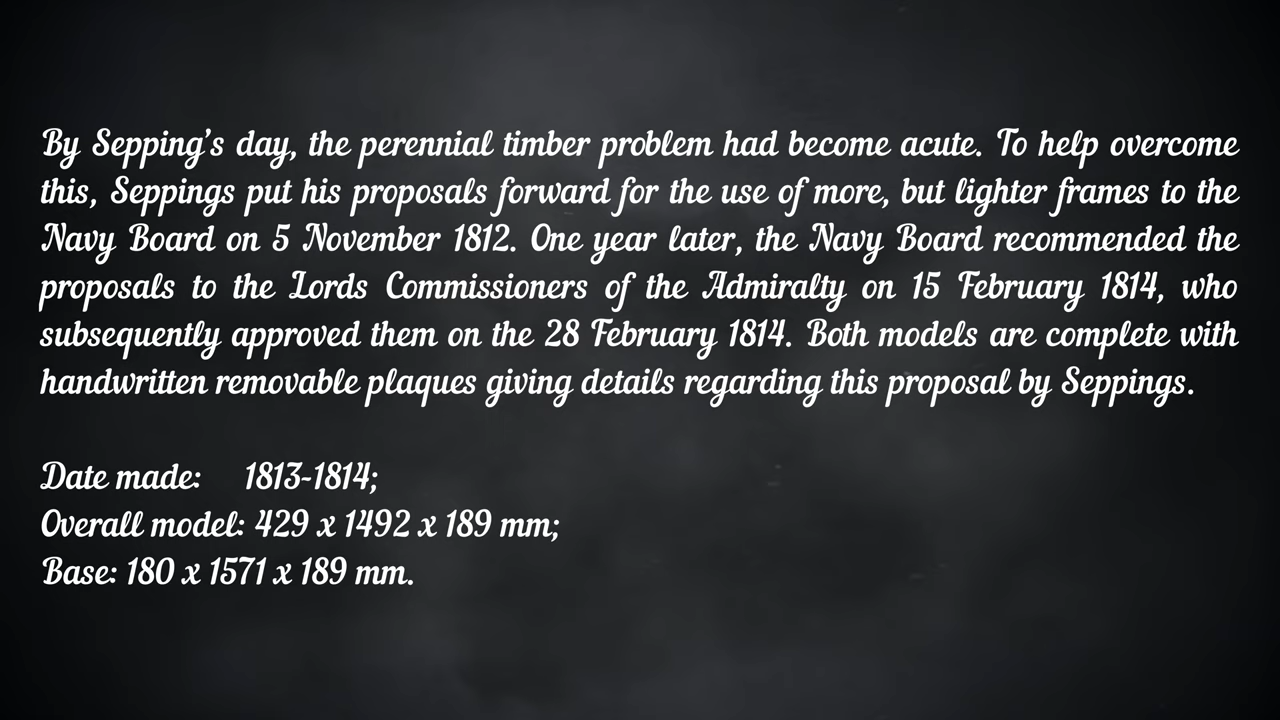 By Sepping's day, the perennial timber problem had become acute. To help overcome
this, Seppings put his proposals forward for the use of more, but lighter frames to the
Navy Board on 5 November 1812. One year later, the Navy Board recommended the
proposals to the Lords Commissioners of the Admiralty on 15 February 1814, who
subsequently approved them on the 28 February 1814. Both models are complete with
handwritten removable plaques giving details regarding this proposal by Seppings.
Date made: 1813-1814;
Overall model: 429 x 1492 x 189 mm;
Base: 180 x 1571 x 189 mm.